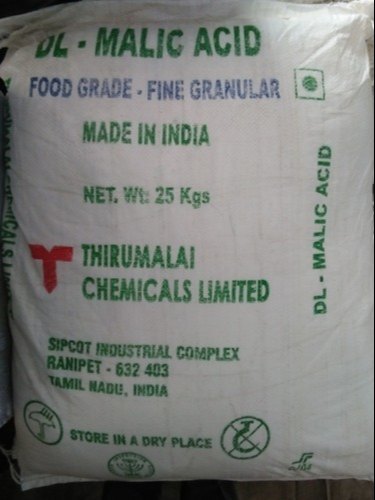 DL - MALIC ACID
FOOD GRADE - FINE GRANULAR
MADE IN INDIA
NET. Wt: 25 Kgs
THIRUMALAI
CHEMICALS LIMITED
SIPCOT INDUSTRIAL COMPLEX
RANIPET - 632 403
TAMIL NADU, INDIA
STORE IN A DRY PLACE
DL - MALIC ACID